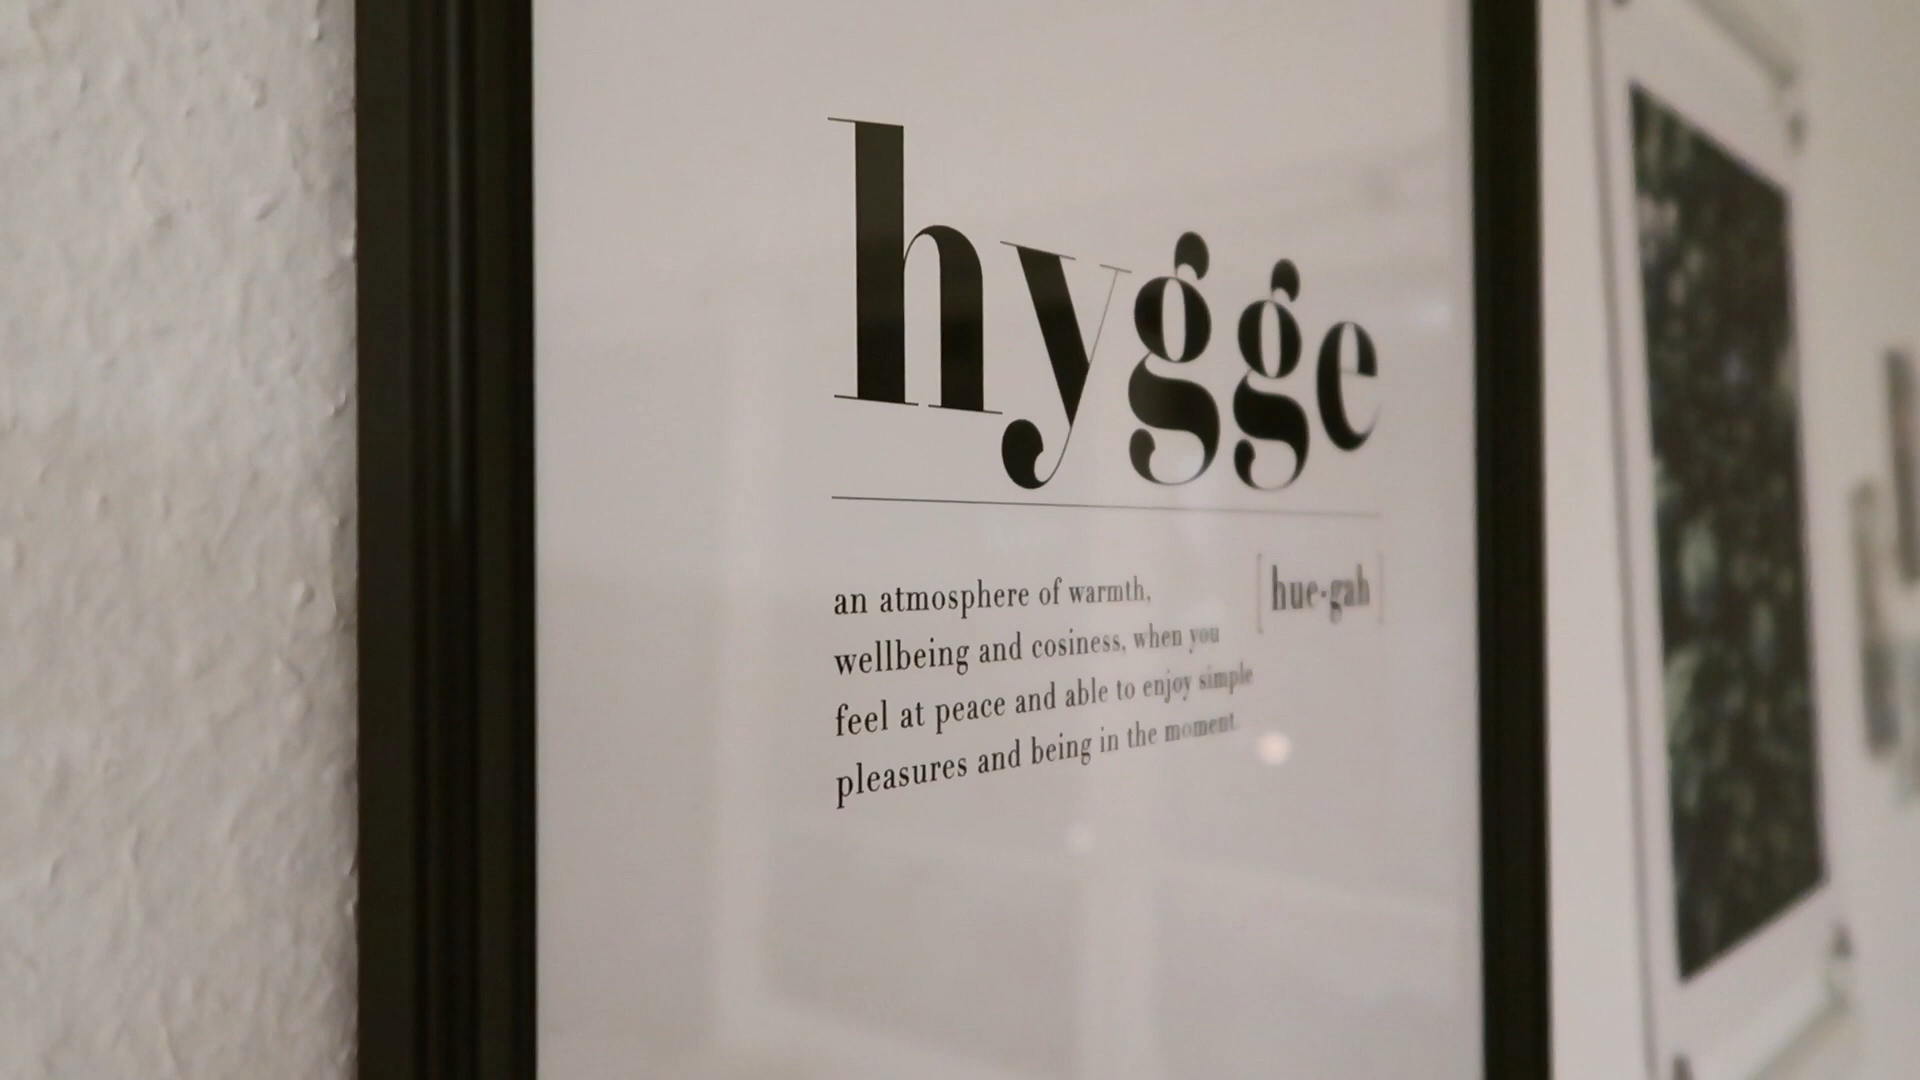 hygge
an atmosphere of warmth, [hue-gah]
wellbeing and cosiness, when you
feel at peace and able to enjoy simple
pleasures and being in the moment.